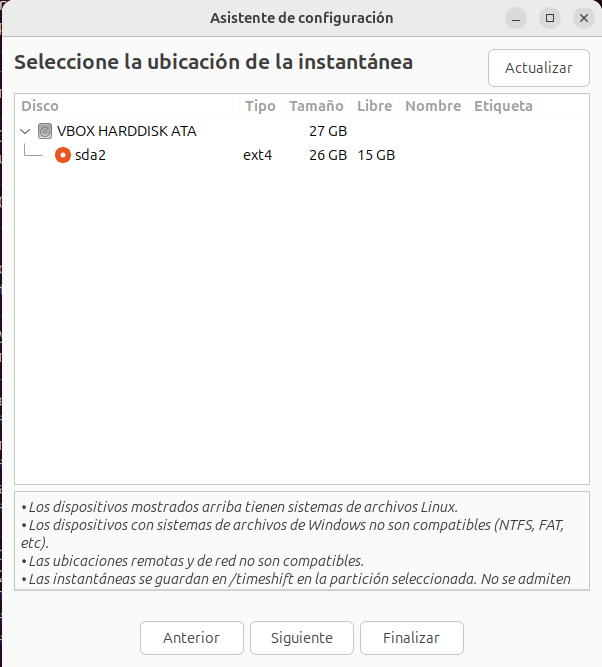 Asistente de configuración
Seleccione la ubicación de la instantánea
Actualizar
Disco Tipo Tamaño Libre Nombre Etiqueta
VBOX HARDDISK ATA 27 GB
sda2 ext4 26 GB 15 GB
• Los dispositivos mostrados arriba tienen sistemas de archivos Linux.
• Los dispositivos con sistemas de archivos de Windows no son compatibles (NTFS, FAT,
etc).
• Las ubicaciones remotas y de red no son compatibles.
• Las instantáneas se guardan en /timeshift en la partición seleccionada. No se admiten
Anterior Siguiente Finalizar